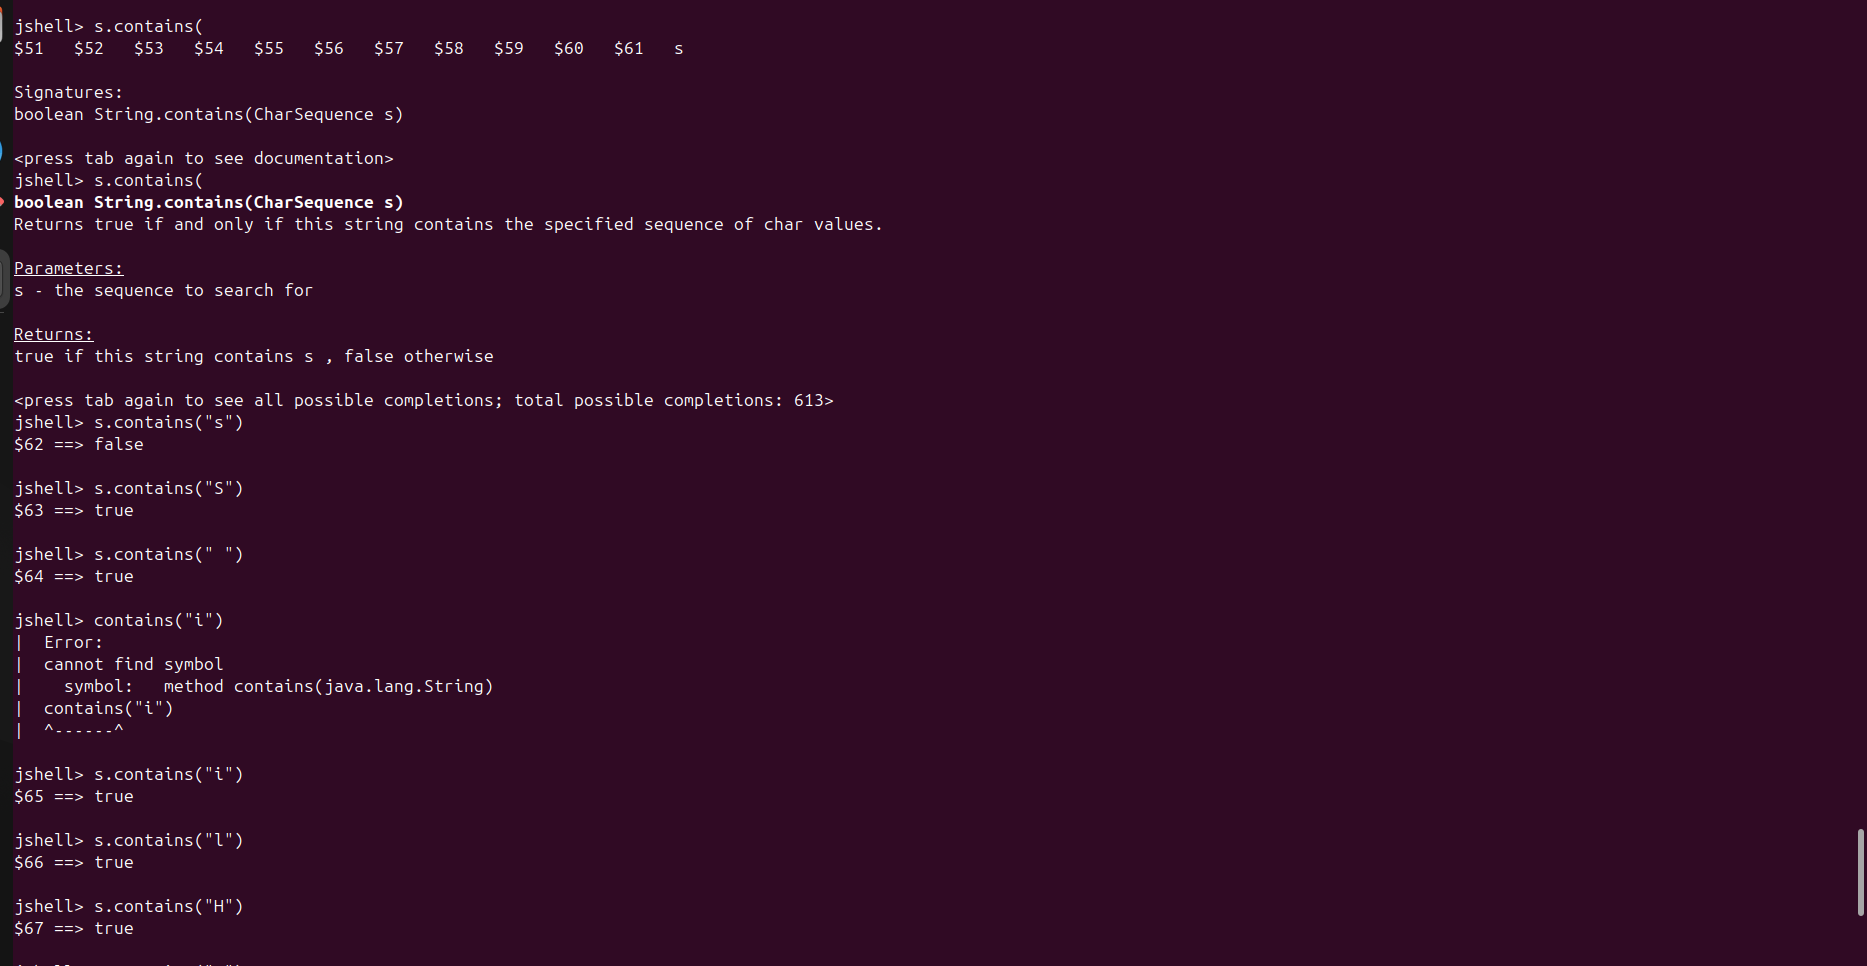 jshell> s.contains(
$51   $52   $53   $54   $55   $56   $57   $58   $59   $60   $61   s
Signatures:
boolean String.contains(CharSequence s)
<press tab again to see documentation>
jshell> s.contains(
boolean String.contains(CharSequence s)
Returns true if and only if this string contains the specified sequence of char values.
Parameters:
s - the sequence to search for
Returns:
true if this string contains s , false otherwise
<press tab again to see all possible completions; total possible completions: 613>
jshell> s.contains("s")
$62 ==> false
jshell> s.contains("S")
$63 ==> true
jshell> s.contains(" ")
$64 ==> true
jshell> contains("i")
|  Error:
|  cannot find symbol
|    symbol:   method contains(java.lang.String)
|  contains("i")
|  ^------^
jshell> s.contains("i")
$65 ==> true
jshell> s.contains("l")
$66 ==> true
jshell> s.contains("H")
$67 ==> true